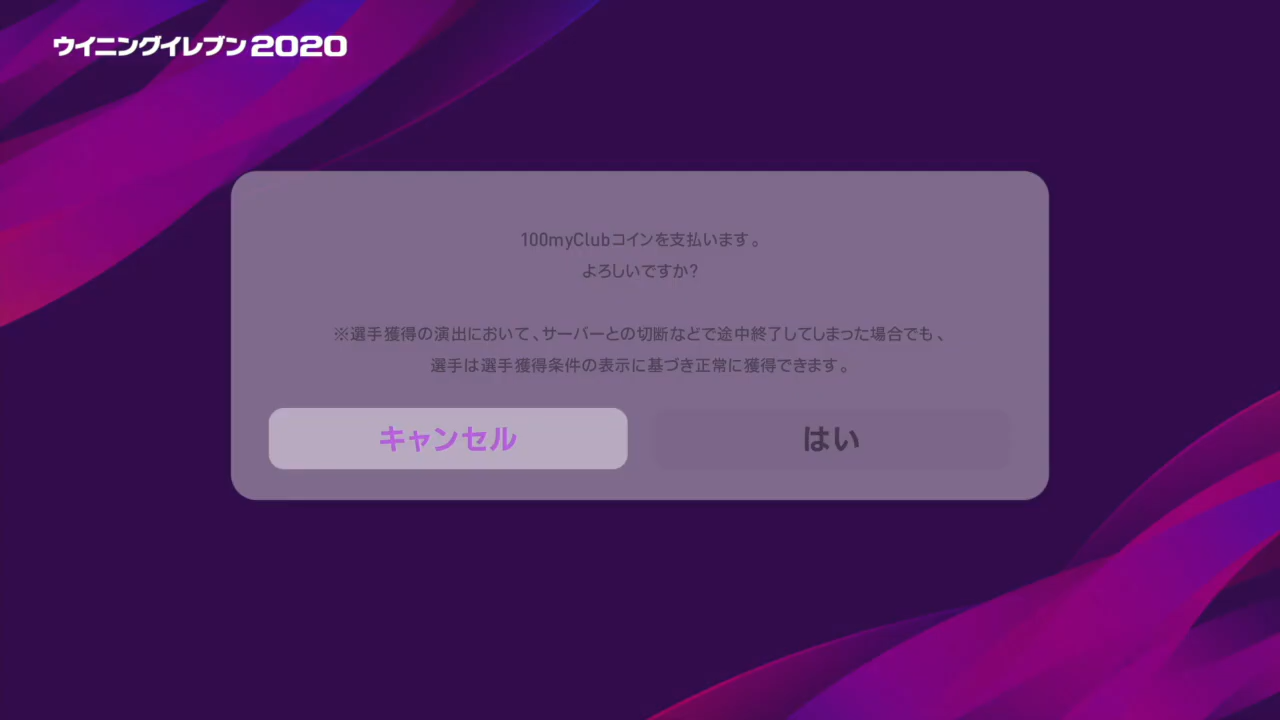 ウイニングイレブン 2020
100myClubコインを支払います。
よろしいですか?
※選手獲得の演出において、サーバーとの切断などで途中終了してしまった場合でも、
選手は選手獲得条件の表示に基づき正常に獲得できます。
キャンセル はい